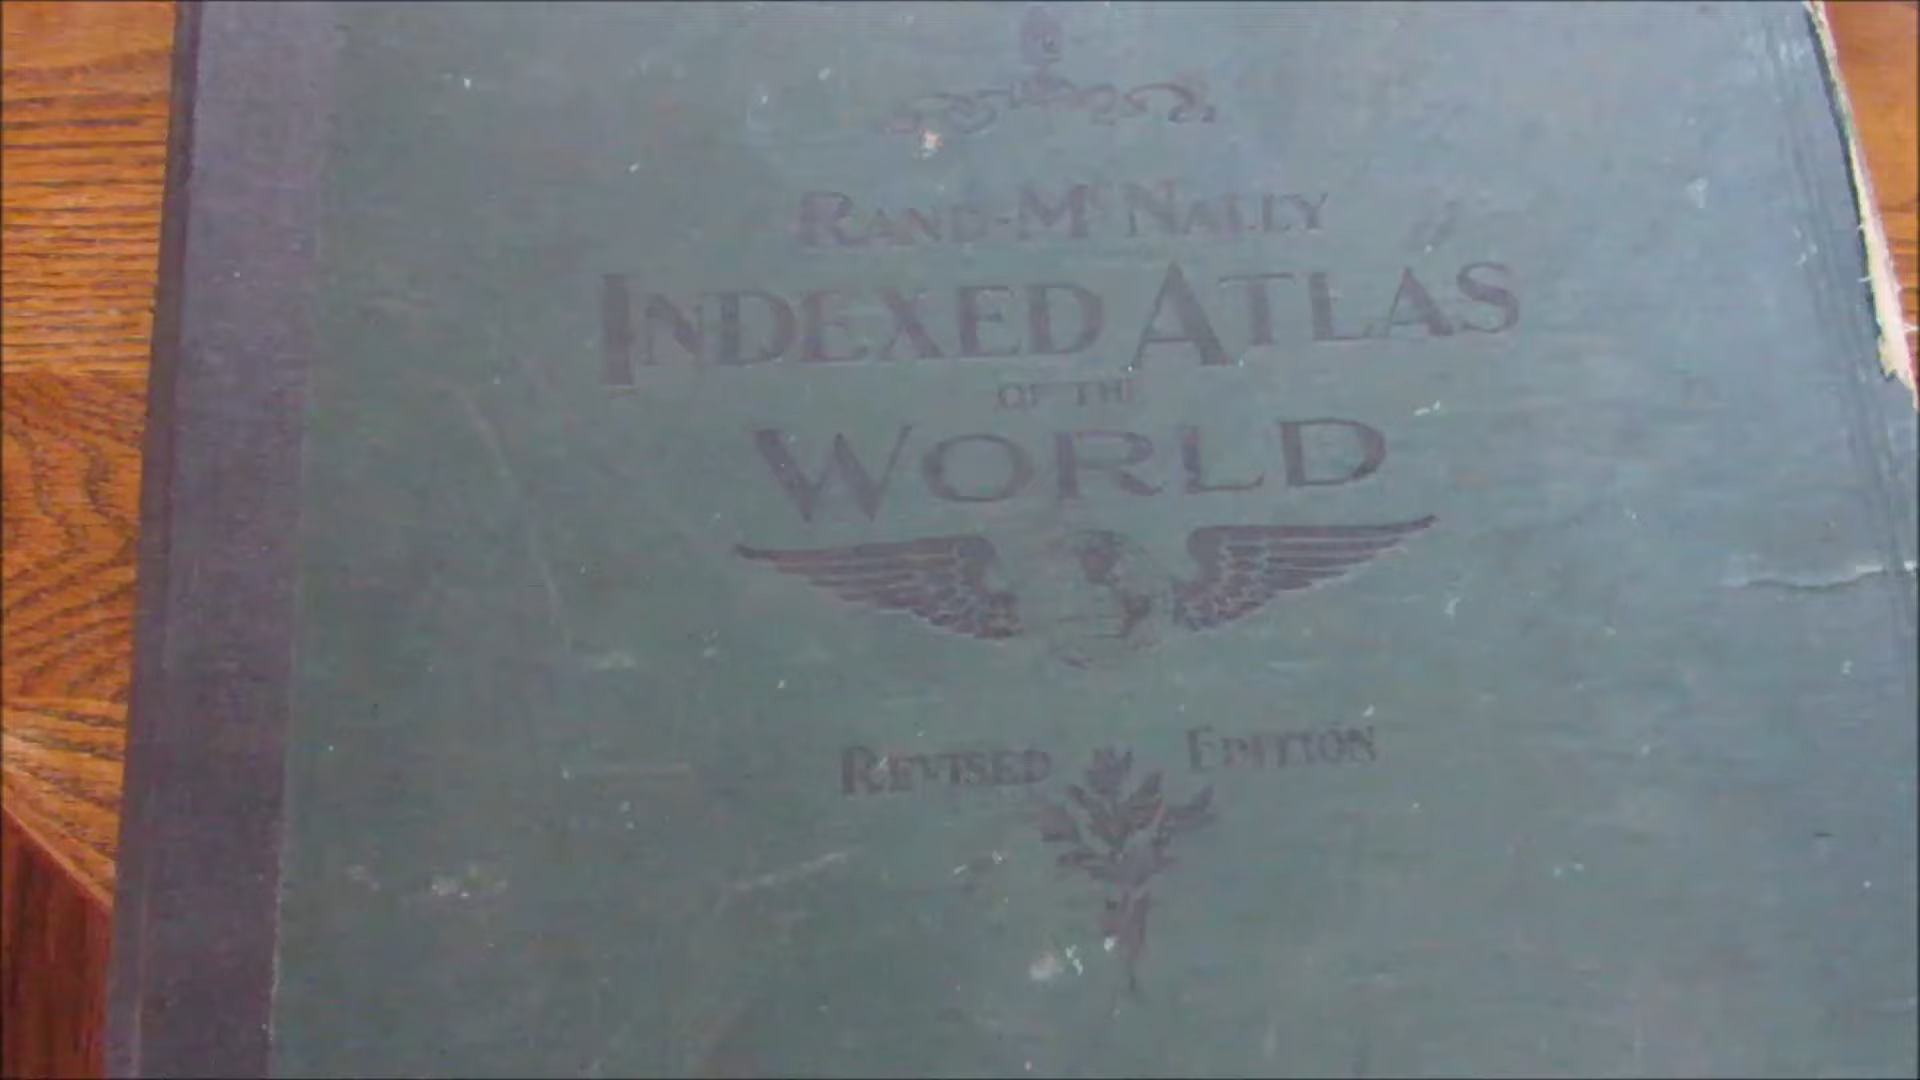 RAND-McNALLY
INDEXED ATLAS
OF THE
WORLD
REVISED EDITION